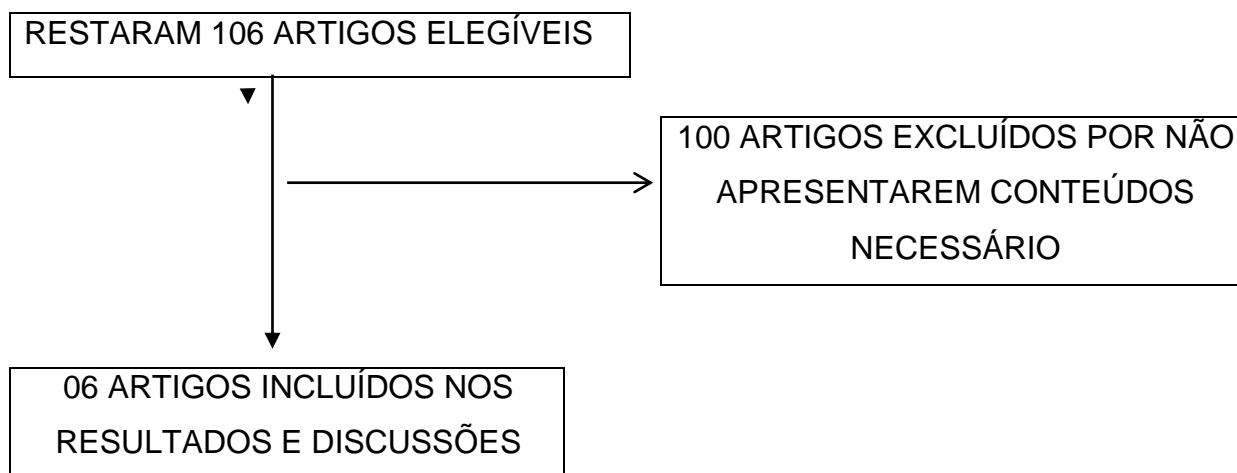 RESTARAM 106 ARTIGOS ELEGÍVEIS
100 ARTIGOS EXCLUÍDOS POR NÃO
APRESENTAREM CONTEÚDOS
NECESSÁRIO
06 ARTIGOS INCLUÍDOS NOS
RESULTADOS E DISCUSSÕES